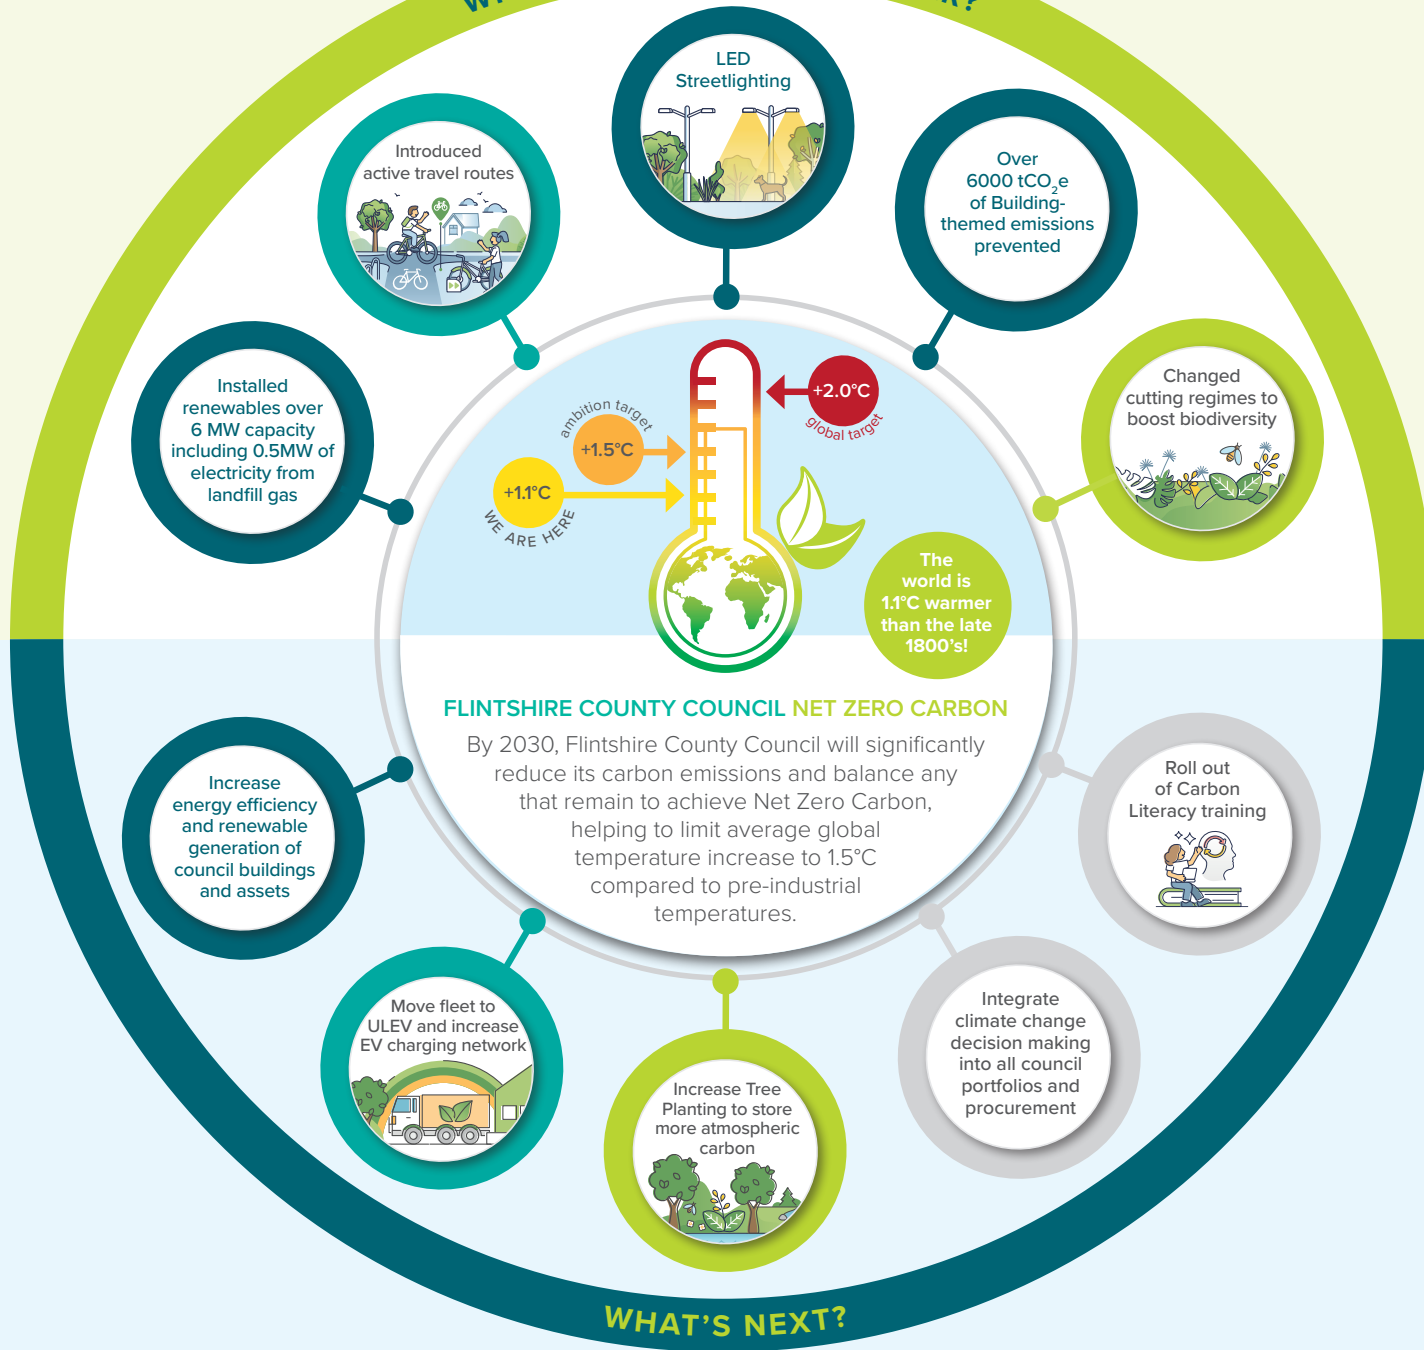 LED
Streetlighting
Introduced
active travel routes
Over
6000 tCO₂e
of Building-
themed emissions
prevented
Installed
renewables over
6 MW capacity
including 0.5MW of
electricity from
landfill gas
Changed
cutting regimes to
boost biodiversity
+2.0°C
global target
ambition target
+1.5°C
+1.1°C
WE ARE HERE
The
world is
1.1°C warmer
than the late
1800's!
FLINTSHIRE COUNTY COUNCIL NET ZERO CARBON
By 2030, Flintshire County Council will significantly
reduce its carbon emissions and balance any
that remain to achieve Net Zero Carbon,
helping to limit average global
temperature increase to 1.5°C
compared to pre-industrial
temperatures.
Increase
energy efficiency
and renewable
generation of
council buildings
and assets
Roll out
of Carbon
Literacy training
Move fleet to
ULEV and increase
EV charging network
Integrate
climate change
decision making
into all council
portfolios and
procurement
Increase Tree
Planting to store
more atmospheric
carbon
WHAT'S NEXT?